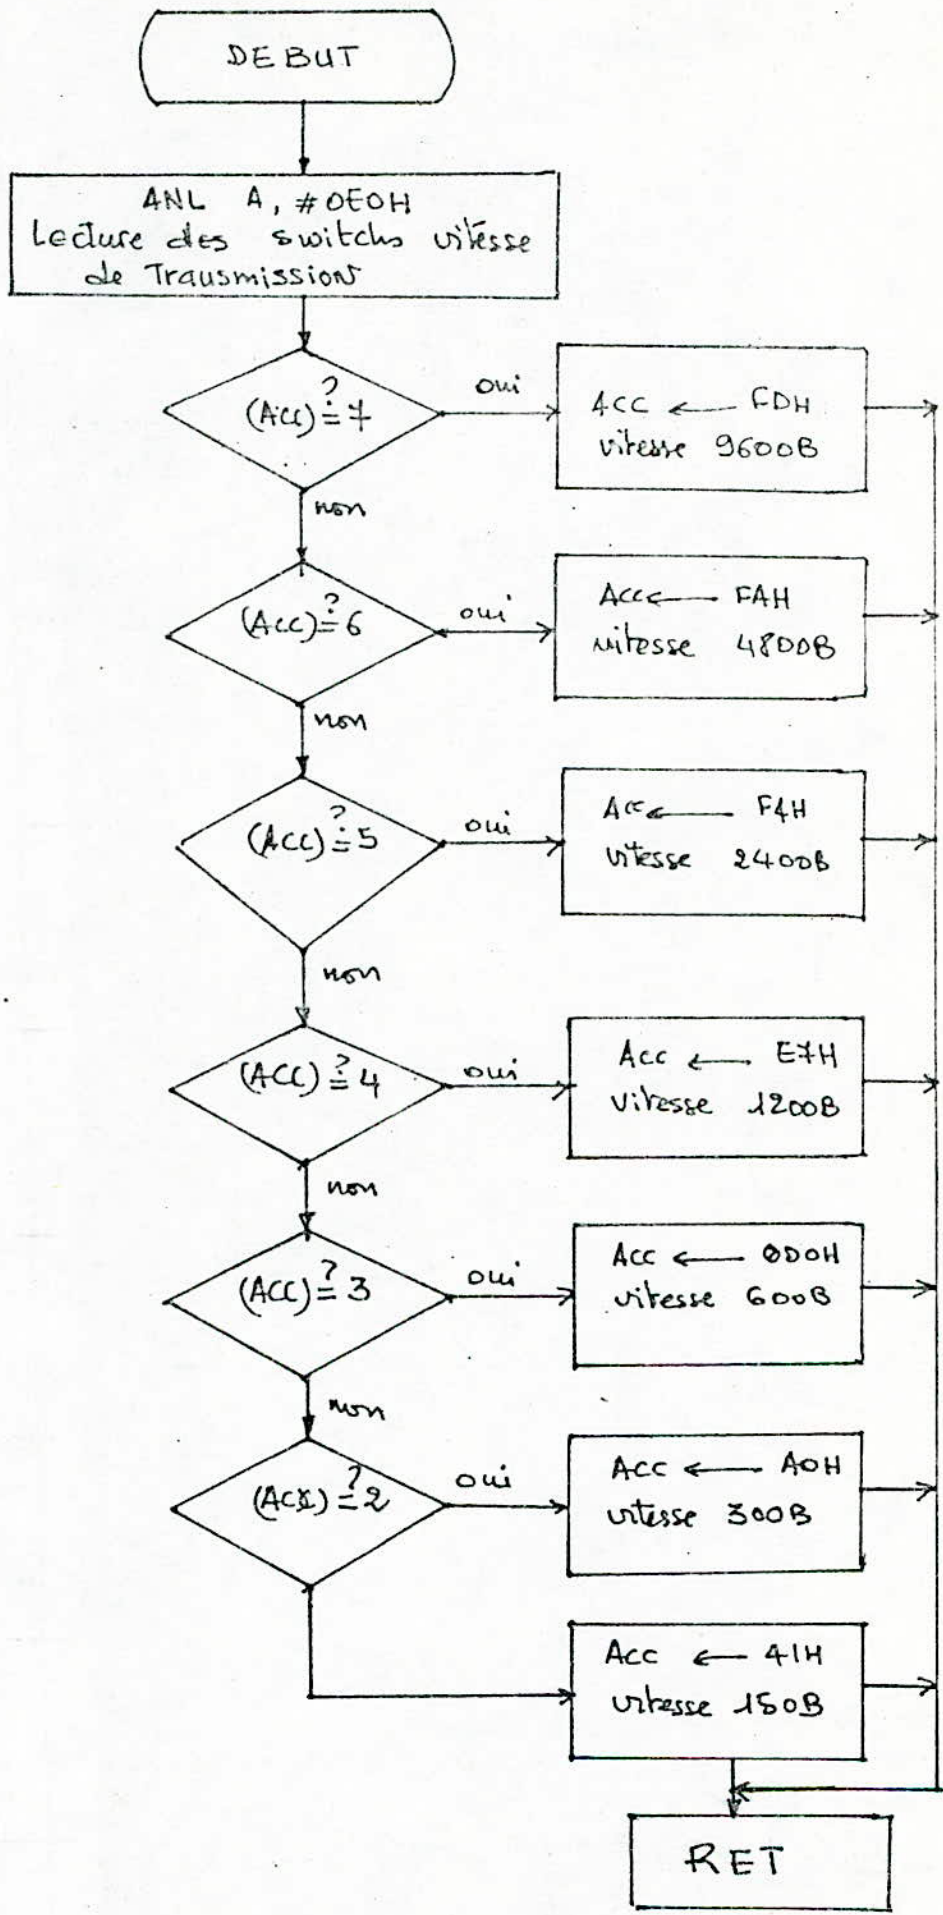 DEBUT
ANL A, #0E0H
Lecture des switchs vitesse
de Transmission
(Acc) ?= 7
oui
Acc ← FDH
vitesse 9600B
non
(Acc) ?= 6
oui
Acc ← FAH
vitesse 4800B
non
(Acc) ?= 5
oui
Acc ← F4H
vitesse 2400B
non
(Acc) ?= 4
oui
Acc ← E7H
vitesse 1200B
non
(Acc) ?= 3
oui
Acc ← 0D0H
vitesse 600B
non
(Acc) ?= 2
oui
Acc ← A0H
vitesse 300B
Acc ← 41H
vitesse 150B
RET